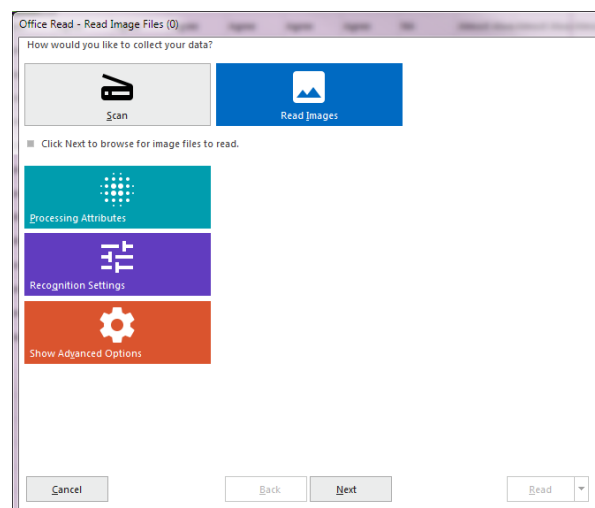 Office Read - Read Image Files (0)
How would you like to collect your data?
Scan
Read Images
Click Next to browse for image files to read.
Processing Attributes
Recognition Settings
Show Advanced Options
Cancel
Back
Next
Read